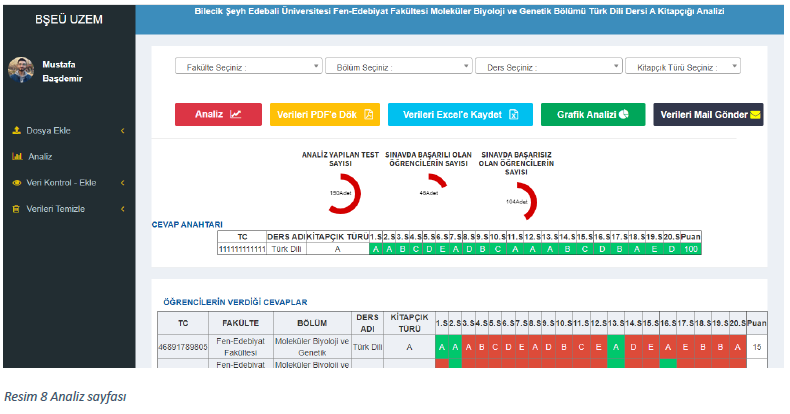 BŞEÜ UZEM
Bilecik Şeyh Edebali Üniversitesi Fen-Edebiyat Fakültesi Moleküler Biyoloji ve Genetik Bölümü Türk Dili Dersi A Kitapçığı Analizi
Mustafa
Başdemir
Dosya Ekle
Analiz
Veri Kontrol - Ekle
Verileri Temizle
Fakülte Seçiniz :
Bölüm Seçiniz :
Ders Seçiniz :
Kitapçık Türü Seçiniz :
Analiz
Verileri PDF'e Dök
Verileri Excel'e Kaydet
Grafik Analizi
Verileri Mail Gönder
ANALİZ YAPILAN TEST
SAYISI
150Adet
SINAVDA BAŞARILI OLAN
ÖĞRENCİLERİN SAYISI
46Adet
SINAVDA BAŞARISIZ
OLAN ÖĞRENCİLERİN
SAYISI
104Adet
CEVAP ANAHTARI
TC DERS ADI KİTAPÇIK TÜRÜ 1.S 2.S 3.S 4.S 5.S 6.S 7.S 8.S 9.S 10.S 11.S 12.S 13.S 14.S 15.S 16.S 17.S 18.S 19.S 20.S Puan
111111111111 Türk Dili A A A B C D E A D B C A A A B C D B A E D 100
ÖĞRENCİLERİN VERDİĞİ CEVAPLAR
TC FAKÜLTE BÖLÜM DERS ADI KİTAPÇIK TÜRÜ 1.S 2.S 3.S 4.S 5.S 6.S 7.S 8.S 9.S 10.S 11.S 12.S 13.S 14.S 15.S 16.S 17.S 18.S 19.S 20.S Puan
46891789805 Fen-Edebiyat Fakültesi Moleküler Biyoloji ve Genetik Türk Dili A A A A B C D E A D B C E A D E A E B B A 15
Fen-Edebiyat Moleküler Biyoloji ve
Resim 8 Analiz sayfası